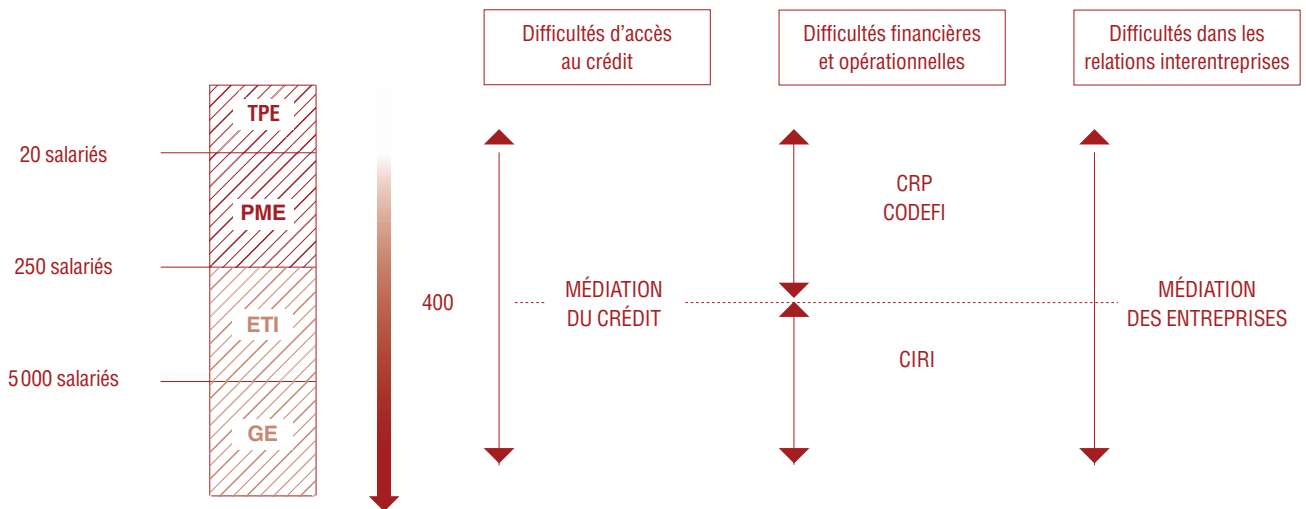 Difficultés d’accès
au crédit
Difficultés financières
et opérationnelles
Difficultés dans les
relations interentreprises
TPE
20 salariés
PME
250 salariés
ETI
5 000 salariés
GE
400
MÉDIATION
DU CRÉDIT
CRP
CODEFI
CIRI
MÉDIATION
DES ENTREPRISES